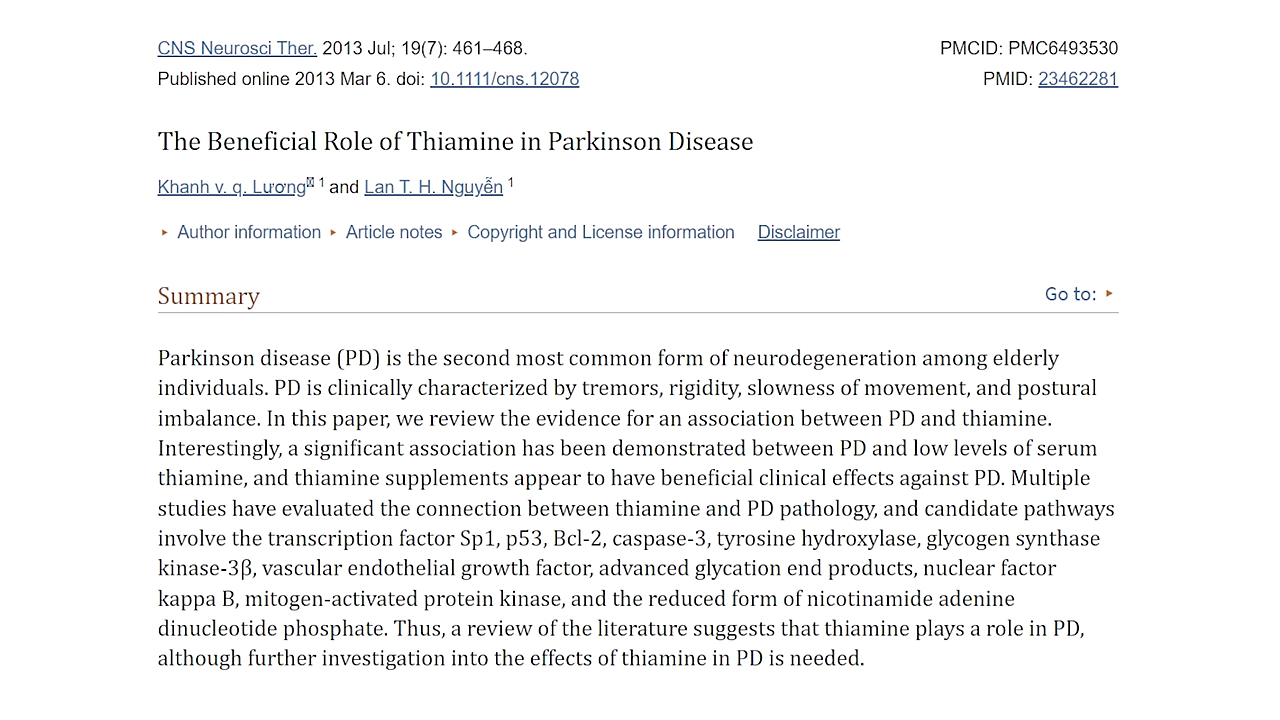 CNS Neurosci Ther. 2013 Jul; 19(7): 461–468. PMCID: PMC6493530
Published online 2013 Mar 6. doi: 10.1111/cns.12078 PMID: 23462281
The Beneficial Role of Thiamine in Parkinson Disease
Khanh v. q. Lương 1 and Lan T. H. Nguyễn 1
▸ Author information ▸ Article notes ▸ Copyright and License information Disclaimer
Summary Go to: ▸
Parkinson disease (PD) is the second most common form of neurodegeneration among elderly
individuals. PD is clinically characterized by tremors, rigidity, slowness of movement, and postural
imbalance. In this paper, we review the evidence for an association between PD and thiamine.
Interestingly, a significant association has been demonstrated between PD and low levels of serum
thiamine, and thiamine supplements appear to have beneficial clinical effects against PD. Multiple
studies have evaluated the connection between thiamine and PD pathology, and candidate pathways
involve the transcription factor Sp1, p53, Bcl-2, caspase-3, tyrosine hydroxylase, glycogen synthase
kinase-3β, vascular endothelial growth factor, advanced glycation end products, nuclear factor
kappa B, mitogen-activated protein kinase, and the reduced form of nicotinamide adenine
dinucleotide phosphate. Thus, a review of the literature suggests that thiamine plays a role in PD,
although further investigation into the effects of thiamine in PD is needed.